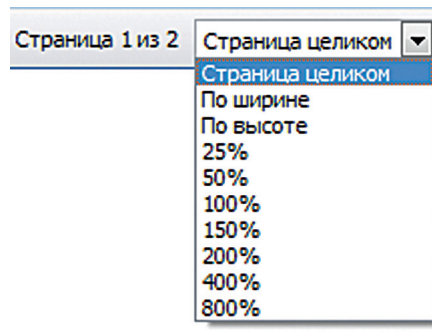 Страница 1 из 2 Страница целиком
Страница целиком
По ширине
По высоте
25%
50%
100%
150%
200%
400%
800%